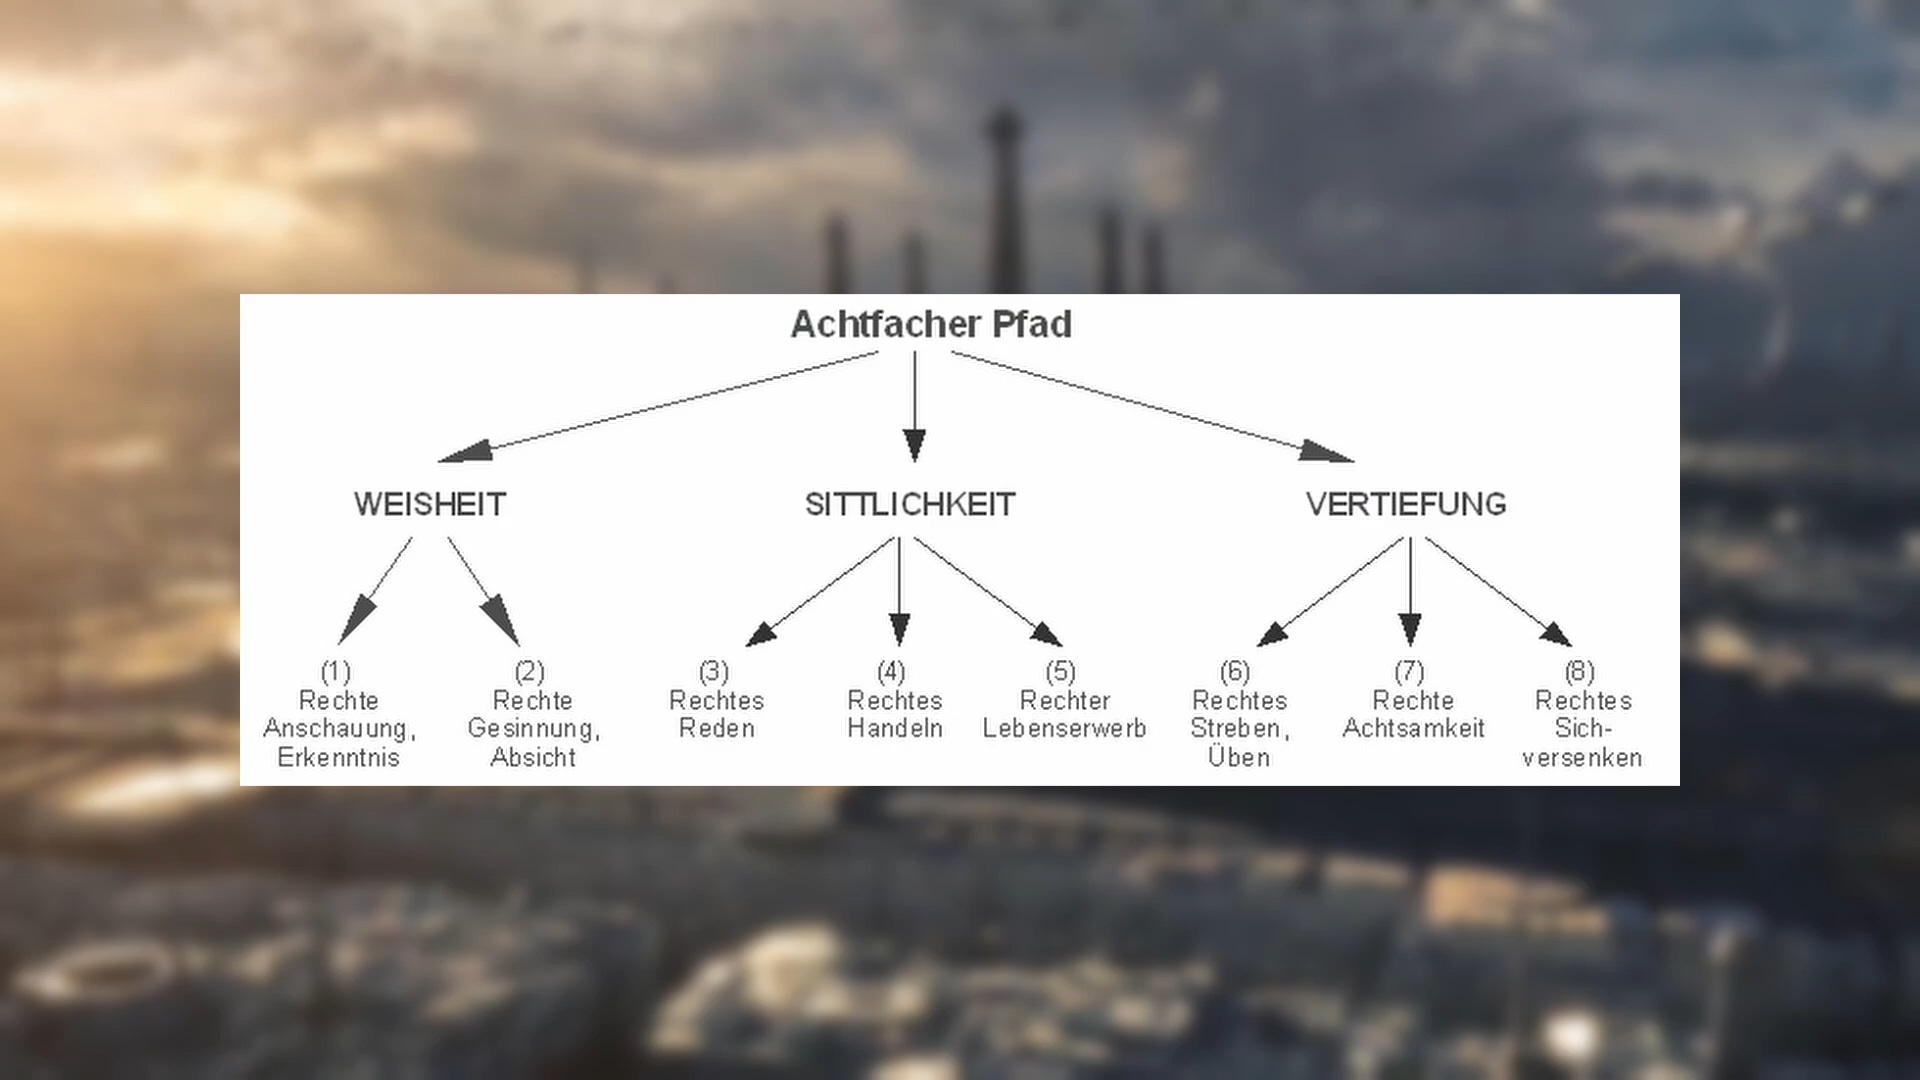 Achtfacher Pfad
WEISHEIT
SITTLICHKEIT
VERTIEFUNG
(1)
Rechte
Anschauung,
Erkenntnis
(2)
Rechte
Gesinnung,
Absicht
(3)
Rechtes
Reden
(4)
Rechtes
Handeln
(5)
Rechter
Lebenserwerb
(6)
Rechtes
Streben,
Üben
(7)
Rechte
Achtsamkeit
(8)
Rechtes
Sich-
versenken